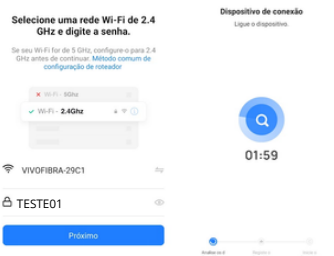 Selecione uma rede Wi-Fi de 2.4
GHz e digite a senha.
Se seu Wi-Fi for de 5 GHz, configure-o para 2.4
GHz antes de continuar. Método comum de
configuração de roteador
Wi-Fi - 5Ghz
Wi-Fi - 2.4Ghz
VIVOFIBRA-29C1
TESTE01
Próximo
Dispositivo de conexão
Ligue o dispositivo.
01:59